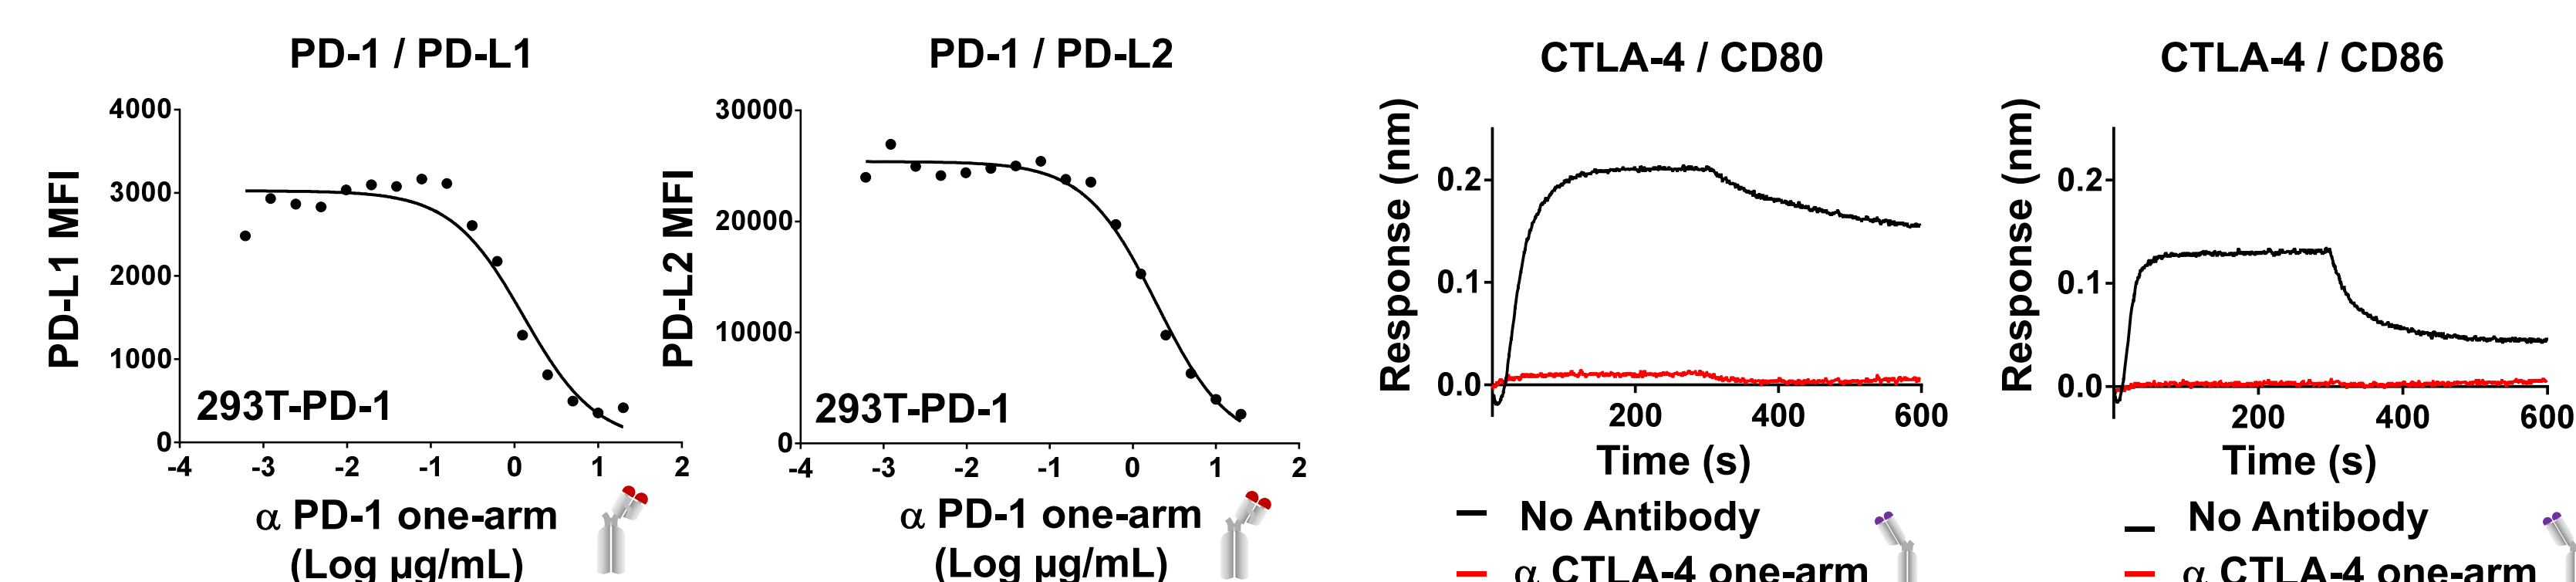 PD-1 / PD-L1
PD-L1 MFI
4000
3000
2000
1000
0
-4 -3 -2 -1 0 1 2
293T-PD-1
α PD-1 one-arm
(Log µg/mL)
PD-1 / PD-L2
PD-L2 MFI
30000
20000
10000
0
-4 -3 -2 -1 0 1 2
293T-PD-1
α PD-1 one-arm
(Log µg/mL)
CTLA-4 / CD80
Response (nm)
0.2
0.1
0.0
200 400 600
Time (s)
No Antibody
α CTLA-4 one-arm
CTLA-4 / CD86
Response (nm)
0.2
0.1
0.0
200 400 600
Time (s)
No Antibody
α CTLA-4 one-arm